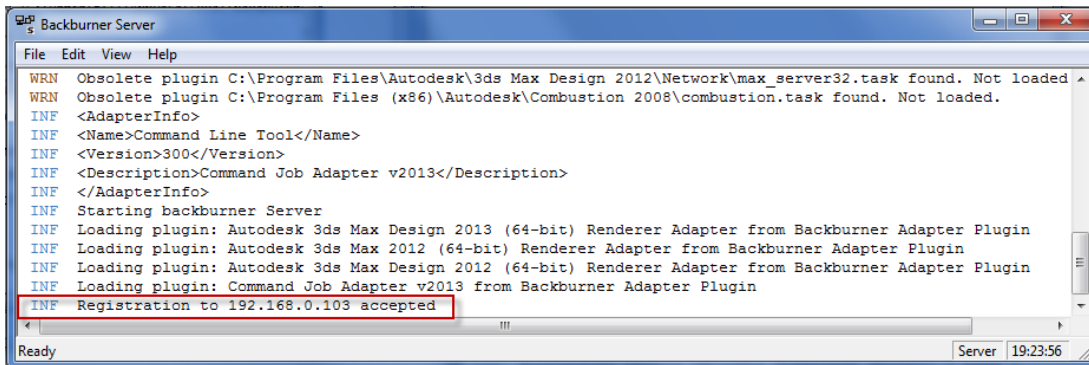 Backburner Server
File Edit View Help
WRN Obsolete plugin C:\Program Files\Autodesk\3ds Max Design 2012\Network\max_server32.task found. Not loaded
WRN Obsolete plugin C:\Program Files (x86)\Autodesk\Combustion 2008\combustion.task found. Not loaded.
INF <AdapterInfo>
INF <Name>Command Line Tool</Name>
INF <Version>300</Version>
INF <Description>Command Job Adapter v2013</Description>
INF </AdapterInfo>
INF Starting backburner Server
INF Loading plugin: Autodesk 3ds Max Design 2013 (64-bit) Renderer Adapter from Backburner Adapter Plugin
INF Loading plugin: Autodesk 3ds Max 2012 (64-bit) Renderer Adapter from Backburner Adapter Plugin
INF Loading plugin: Autodesk 3ds Max Design 2012 (64-bit) Renderer Adapter from Backburner Adapter Plugin
INF Loading plugin: Command Job Adapter v2013 from Backburner Adapter Plugin
INF Registration to 192.168.0.103 accepted
Ready Server 19:23:56